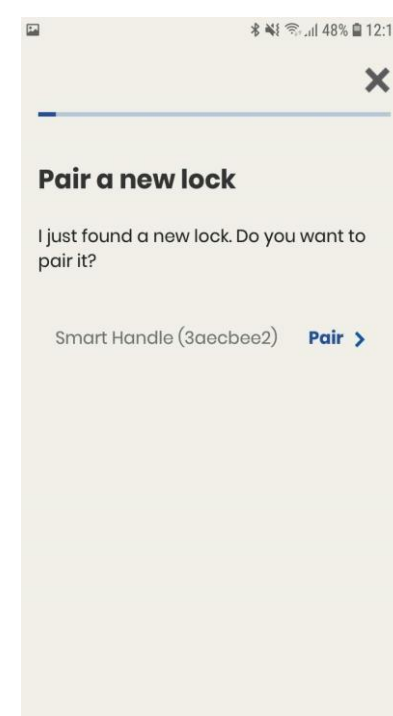 48% 12:1
Pair a new lock
I just found a new lock. Do you want to
pair it?
Smart Handle (3aecbee2) Pair